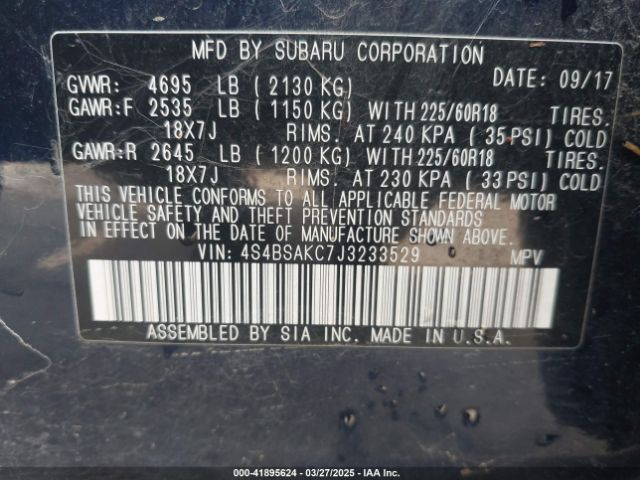 MFD BY SUBARU CORPORATION
DATE: 09/17
GVWR: 4695 LB ( 2130 KG)
GAWR:F 2535 LB ( 1150 KG) WITH 225/60R18 TIRES.
18X7J RIMS. AT 240 KPA ( 35 PSI) COLD
GAWR:R 2645 LB ( 1200 KG) WITH 225/60R18 TIRES.
18X7J RIMS. AT 230 KPA ( 33 PSI) COLD
THIS VEHICLE CONFORMS TO ALL APPLICABLE FEDERAL MOTOR
VEHICLE SAFETY AND THEFT PREVENTION STANDARDS
IN EFFECT ON THE DATE OF MANUFACTURE SHOWN ABOVE.
VIN: 4S4BSAKC7J3233529 MPV
ASSEMBLED BY SIA INC. MADE IN U.S.A.
000-41895624 - 03/27/2025 - IAA Inc.